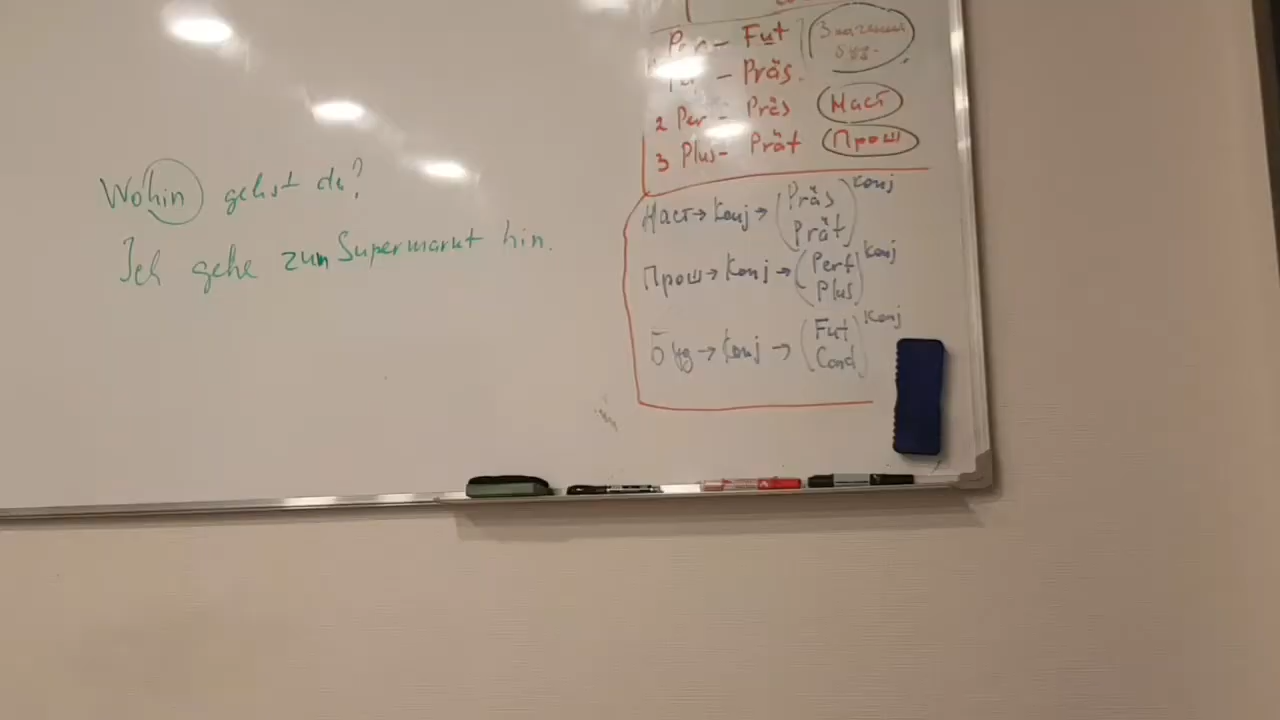 Wohin gehst du?
Ich gehe zum Supermarkt hin.
Per - Fut
- Präs.
2 Per - Präs Наст
3 Plus - Prät Прош
Наст → Konj → (Präs Prät) Konj
Прош → Konj → (Perf Plus) Konj
Буд → Konj → (Fut Cond) Konj